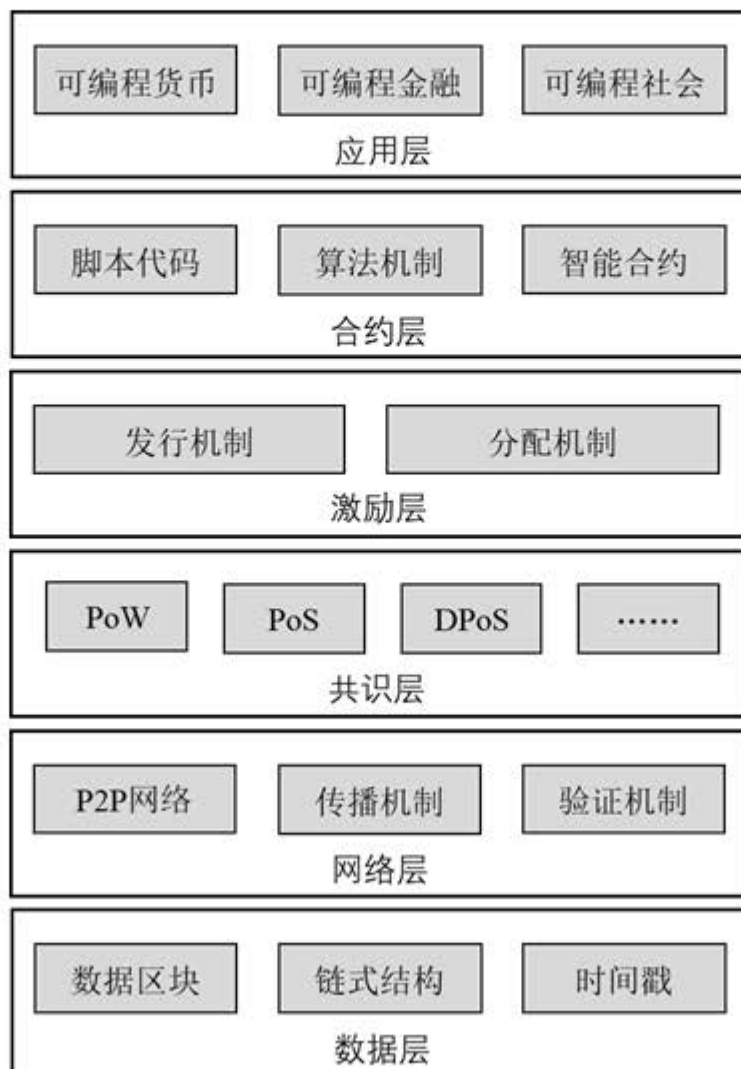 可编程货币 可编程金融 可编程社会
应用层
脚本代码 算法机制 智能合约
合约层
发行机制 分配机制
激励层
PoW PoS DPoS ……
共识层
P2P网络 传播机制 验证机制
网络层
数据区块 链式结构 时间戳
数据层